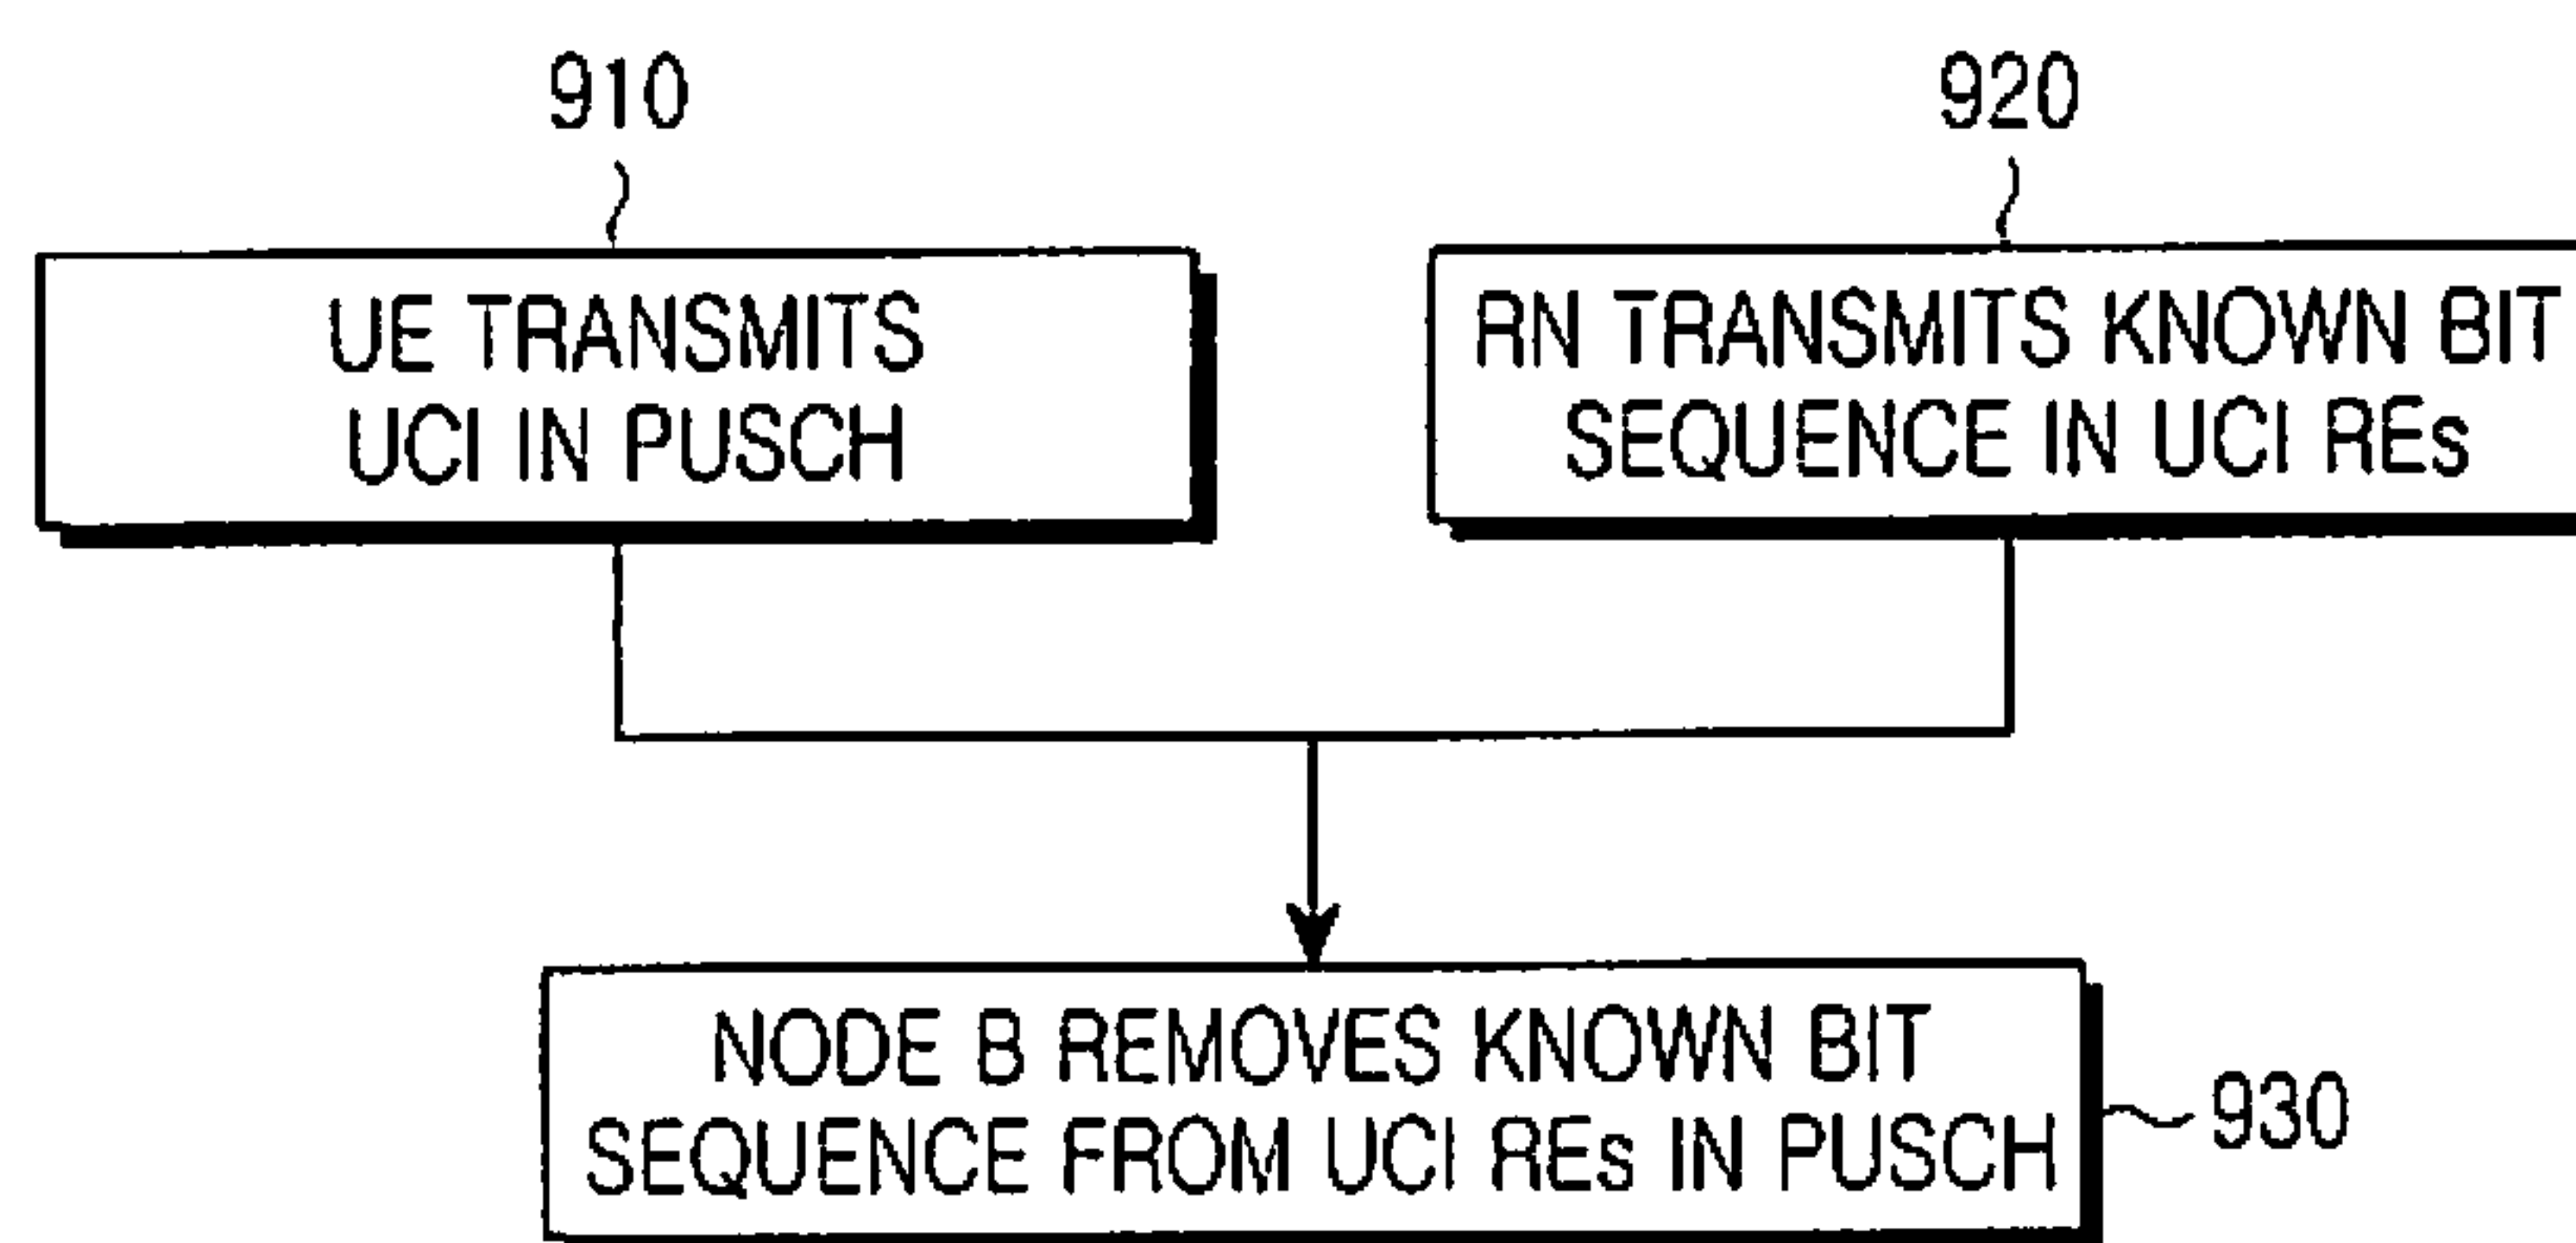 910
920
UE TRANSMITS
UCI IN PUSCH
RN TRANSMITS KNOWN BIT
SEQUENCE IN UCI REs
NODE B REMOVES KNOWN BIT
SEQUENCE FROM UCI REs IN PUSCH
930